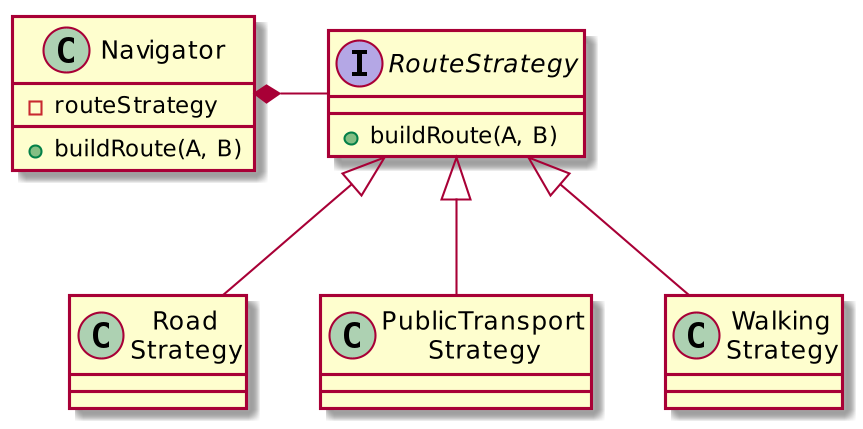 C Navigator
routeStrategy
buildRoute(A, B)
I RouteStrategy
buildRoute(A, B)
C Road
Strategy
C PublicTransport
Strategy
C Walking
Strategy